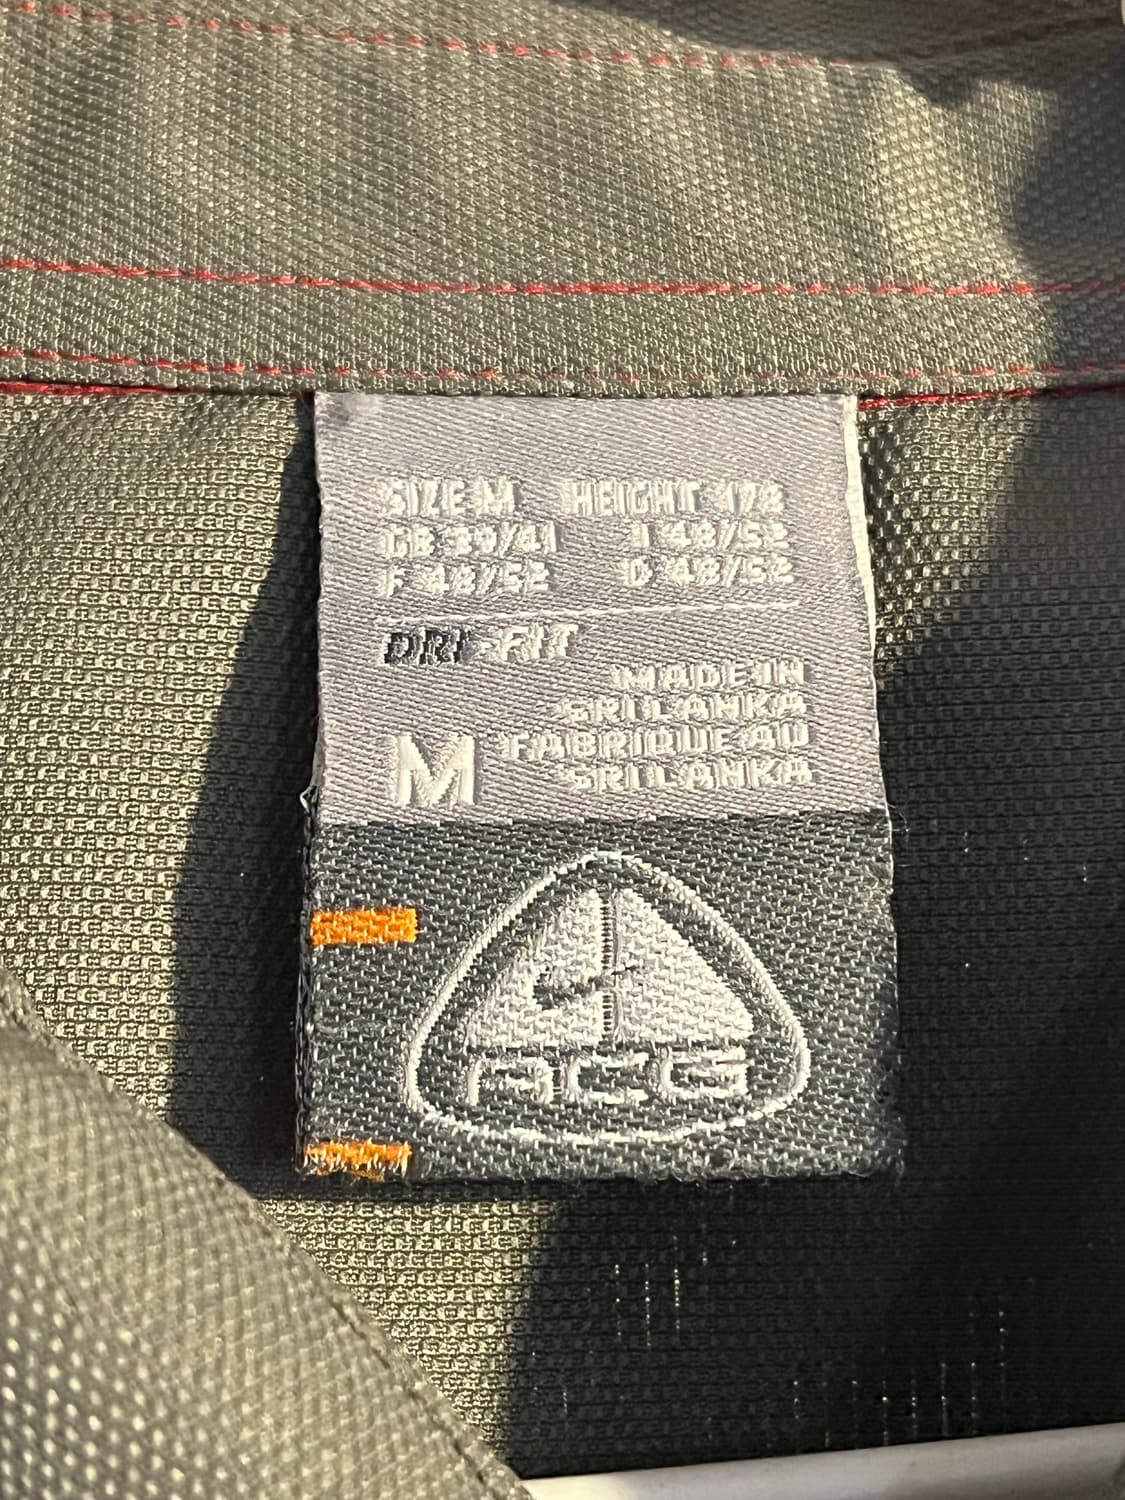 SIZE M HEIGHT 178
GB 39/41 I 48/52
F 48/52 D 48/52
DRI-FIT
MADE IN
SRI LANKA
FABRIQUE AU
SRI LANKA
M
ACG